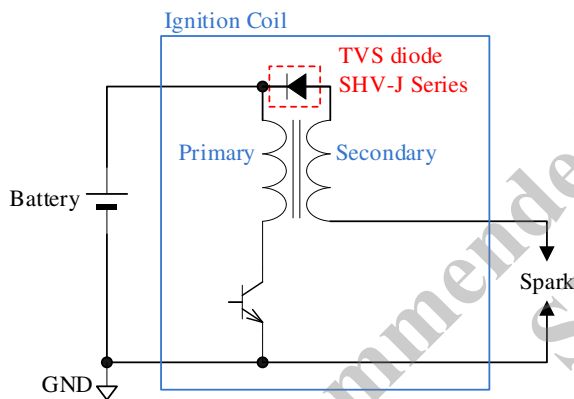 Ignition Coil
TVS diode
SHV-J Series
Primary
Secondary
Battery
Spark
GND